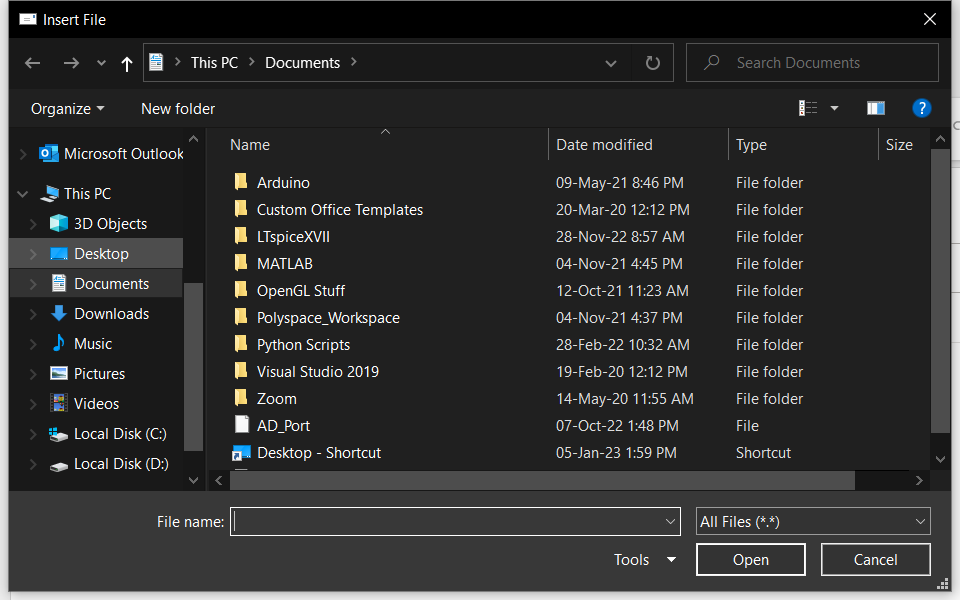 Insert File
This PC Documents Search Documents
Organize New folder ?
Name Date modified Type Size
Microsoft Outlook
This PC
3D Objects
Desktop
Documents
Downloads
Music
Pictures
Videos
Local Disk (C:)
Local Disk (D:)
Arduino 09-May-21 8:46 PM File folder
Custom Office Templates 20-Mar-20 12:12 PM File folder
LTspiceXVII 28-Nov-22 8:57 AM File folder
MATLAB 04-Nov-21 4:45 PM File folder
OpenGL Stuff 12-Oct-21 11:23 AM File folder
Polyspace_Workspace 04-Nov-21 4:37 PM File folder
Python Scripts 28-Feb-22 10:32 AM File folder
Visual Studio 2019 19-Feb-20 12:12 PM File folder
Zoom 14-May-20 11:55 AM File folder
AD_Port 07-Oct-22 1:48 PM File
Desktop - Shortcut 05-Jan-23 1:59 PM Shortcut
File name: All Files (*.*)
Tools Open Cancel